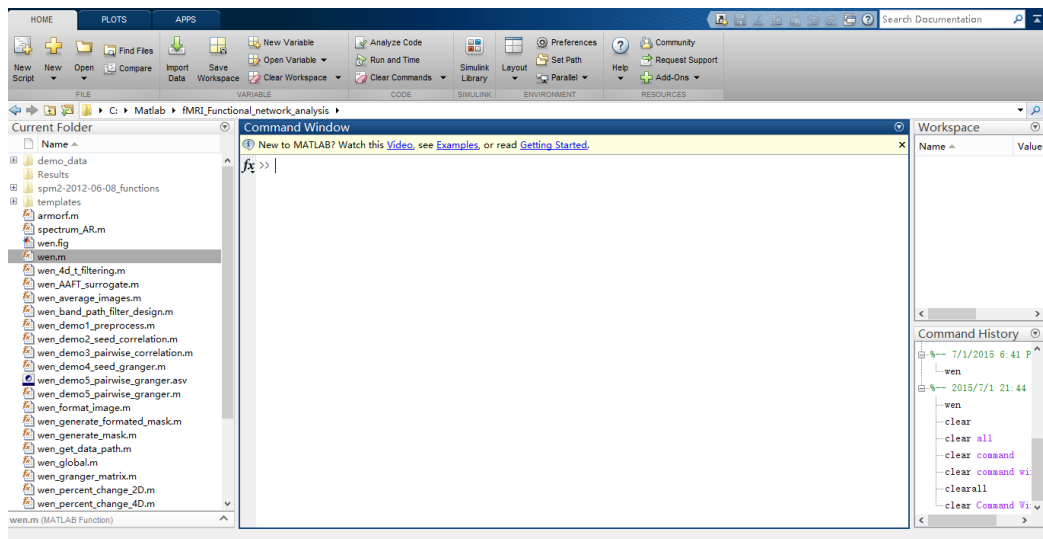 HOME PLOTS APPS Search Documentation
New Script New Open Find Files Compare Import Data Save Workspace New Variable Open Variable Clear Workspace Analyze Code Run and Time Clear Commands Simulink Library Layout Preferences Set Path Parallel Help Community Request Support Add-Ons
FILE VARIABLE CODE SIMULINK ENVIRONMENT RESOURCES
C: Matlab fMRI_Functional_network_analysis
Current Folder
Name
demo_data
Results
spm2-2012-06-08_functions
templates
armorf.m
spectrum_AR.m
wen.fig
wen.m
wen_4d_t_filtering.m
wen_AAFT_surrogate.m
wen_average_images.m
wen_band_path_filter_design.m
wen_demo1_preprocess.m
wen_demo2_seed_correlation.m
wen_demo3_pairwise_correlation.m
wen_demo4_seed_granger.m
wen_demo5_pairwise_granger.asv
wen_demo5_pairwise_granger.m
wen_format_image.m
wen_generate_formated_mask.m
wen_generate_mask.m
wen_get_data_path.m
wen_global.m
wen_granger_matrix.m
wen_percent_change_2D.m
wen_percent_change_4D.m
wen.m (MATLAB Function)
Command Window
New to MATLAB? Watch this Video, see Examples, or read Getting Started.
fx >>
Workspace
Name Value
Command History
%-- 7/1/2015 6:41 P
wen
%-- 2015/7/1 21:44
wen
clear
clear all
clear conmand
clear conmand wi
clearall
clear Command Wi